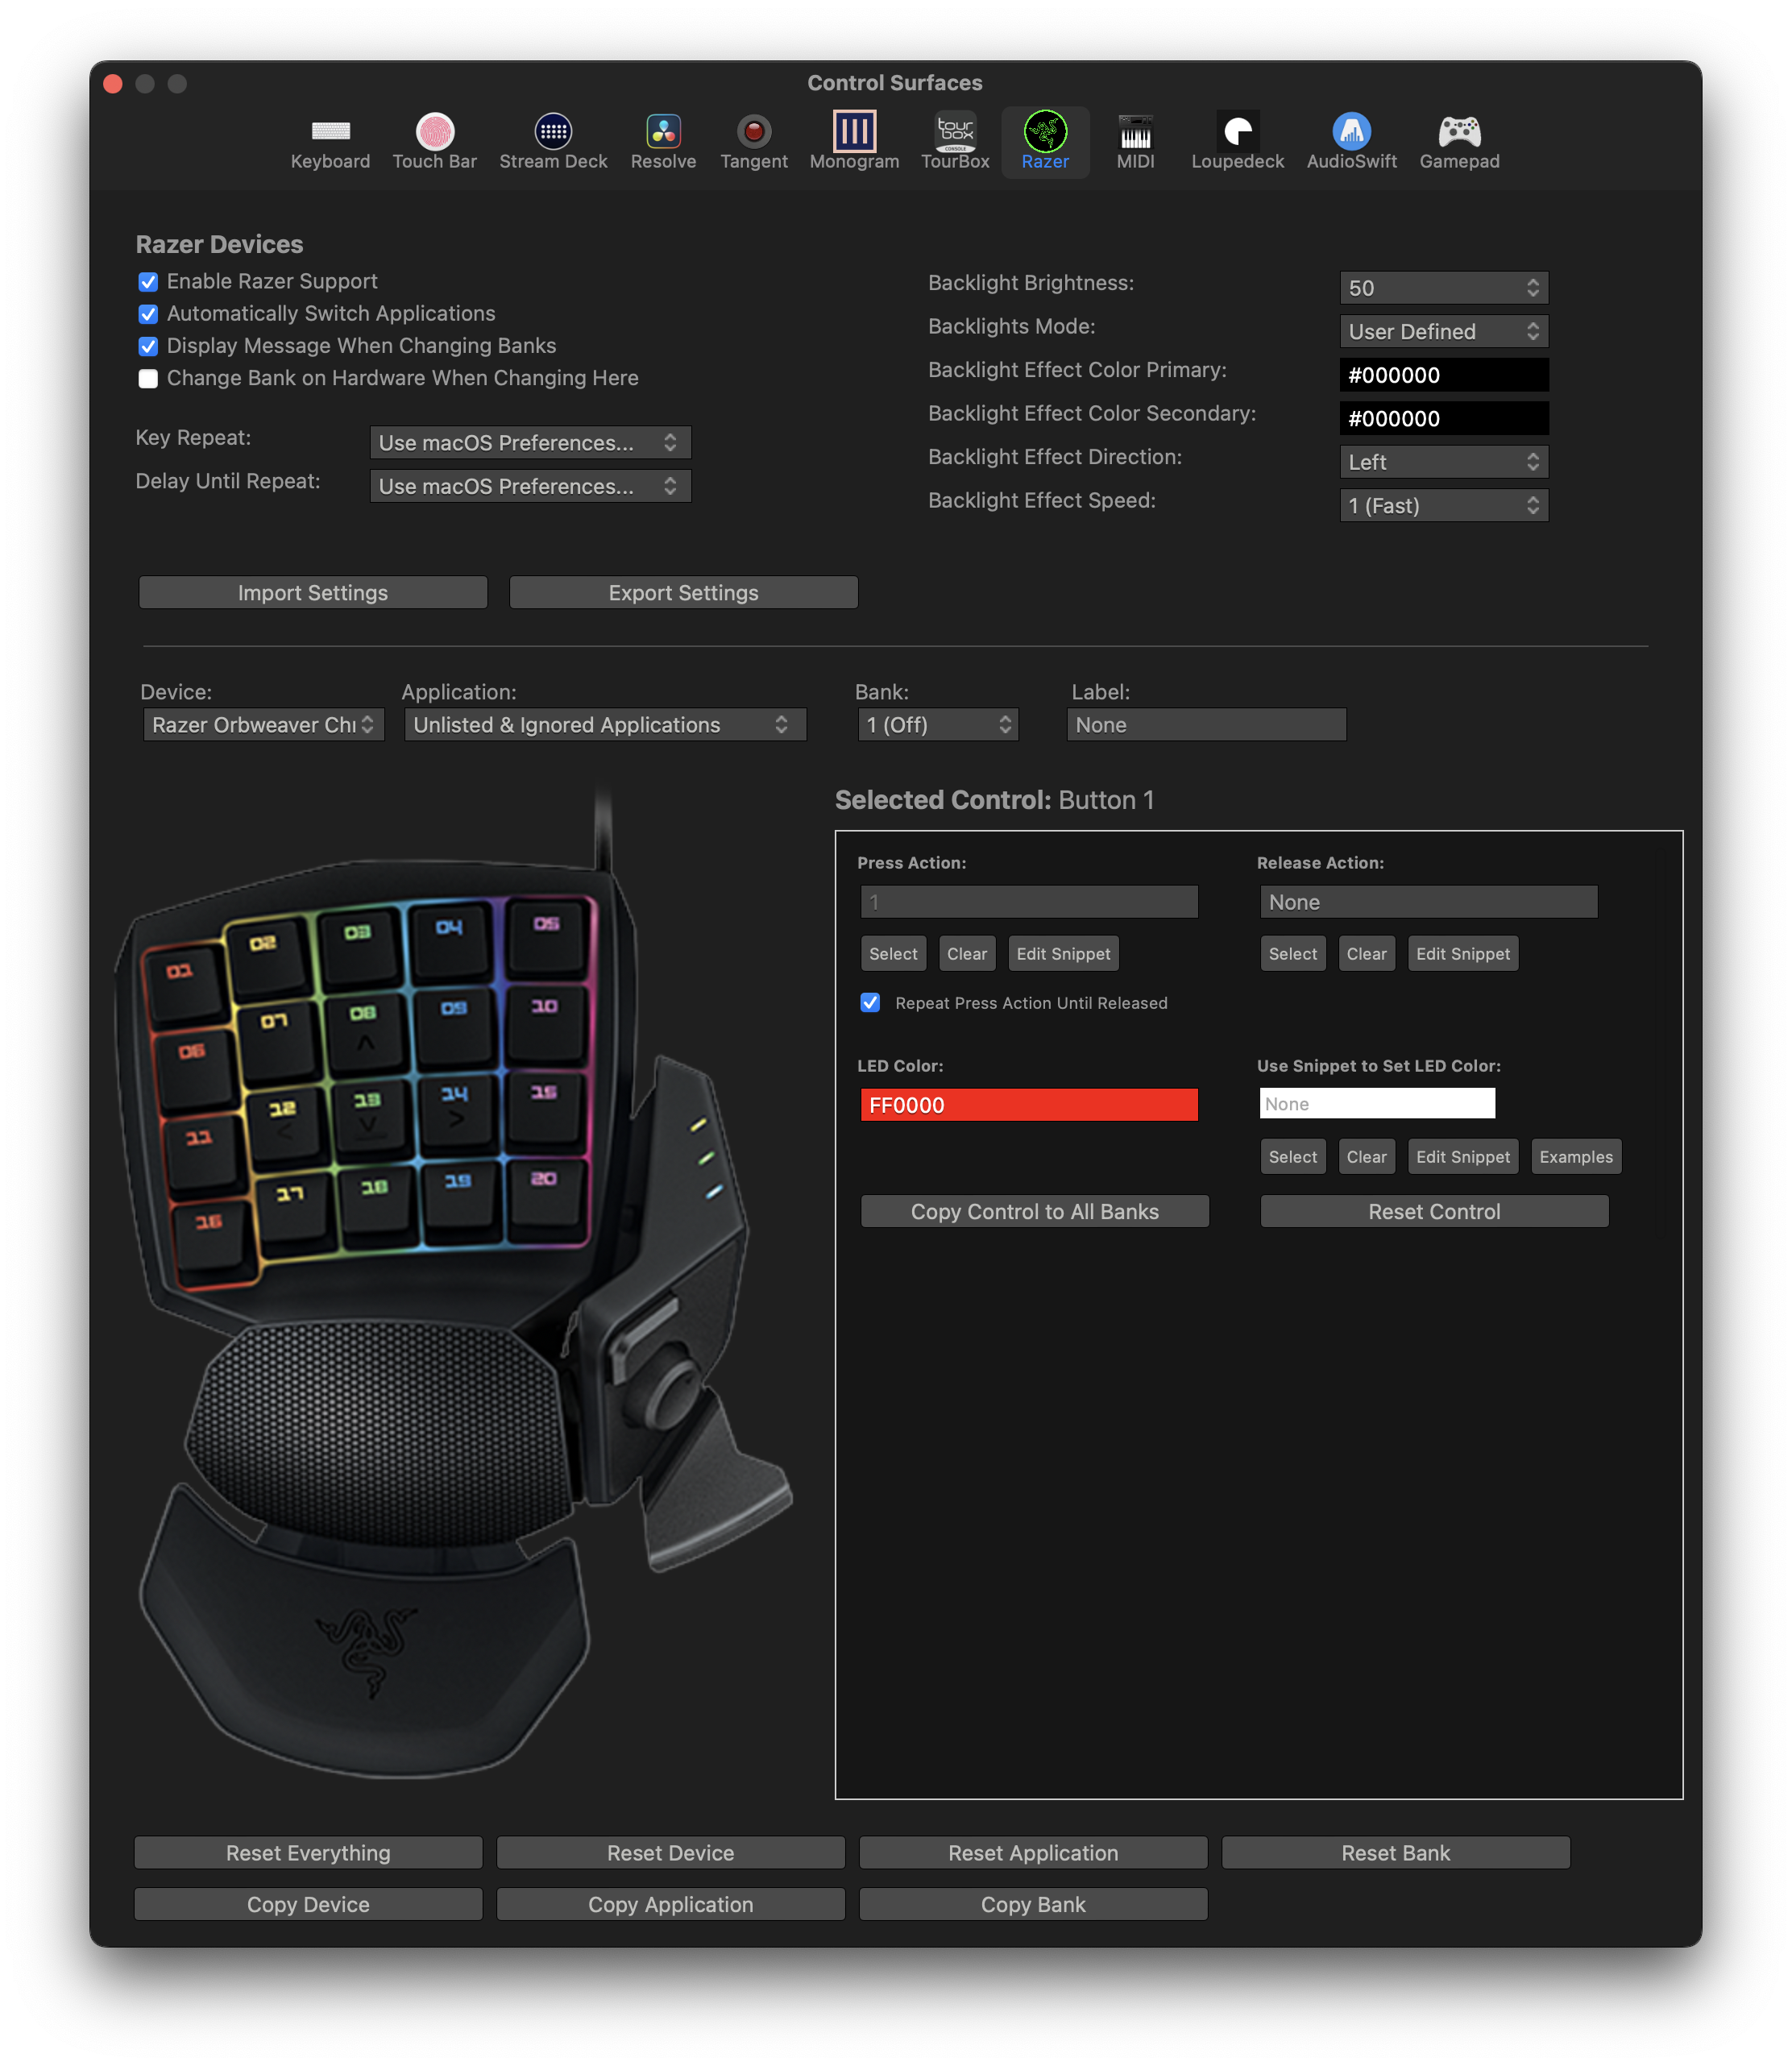 Control Surfaces
Keyboard Touch Bar Stream Deck Resolve Tangent Monogram TourBox Razer MIDI Loupedeck AudioSwift Gamepad
tour
box
CONSOLE
Razer Devices
Enable Razer Support
Automatically Switch Applications
Display Message When Changing Banks
Change Bank on Hardware When Changing Here
Key Repeat: Use macOS Preferences...
Delay Until Repeat: Use macOS Preferences...
Backlight Brightness: 50
Backlights Mode: User Defined
Backlight Effect Color Primary: #000000
Backlight Effect Color Secondary: #000000
Backlight Effect Direction: Left
Backlight Effect Speed: 1 (Fast)
Import Settings Export Settings
Device: Application: Bank: Label:
Razer Orbweaver Chr Unlisted & Ignored Applications 1 (Off) None
01 02 03 04 05
06 07 08 09 10
11 12 13 14 15
16 17 18 19 20
Selected Control: Button 1
Press Action: Release Action:
1 None
Select Clear Edit Snippet Select Clear Edit Snippet
Repeat Press Action Until Released
LED Color: Use Snippet to Set LED Color:
FF0000 None
Select Clear Edit Snippet Examples
Copy Control to All Banks Reset Control
Reset Everything Reset Device Reset Application Reset Bank
Copy Device Copy Application Copy Bank